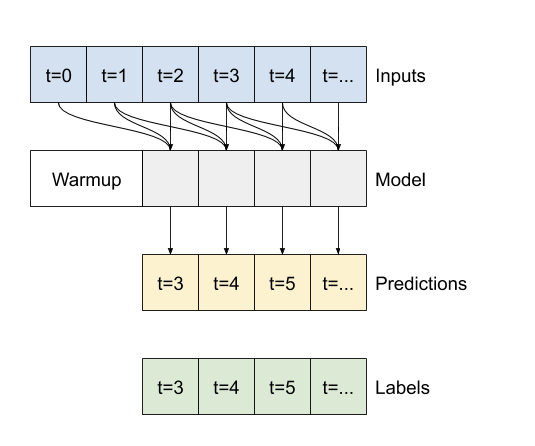 t=0 t=1 t=2 t=3 t=4 t=... Inputs
Warmup Model
t=3 t=4 t=5 t=... Predictions
t=3 t=4 t=5 t=... Labels